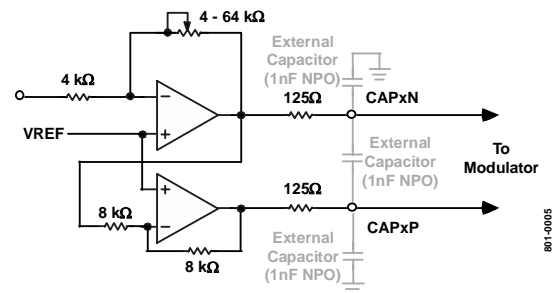 4 - 64 kΩ
External
Capacitor
(1nF NPO)
4 kΩ
125Ω
CAPxN
VREF
External
Capacitor
(1nF NPO)
To
Modulator
125Ω
8 kΩ
CAPxP
8 kΩ
External
Capacitor
(1nF NPO)
801-0005